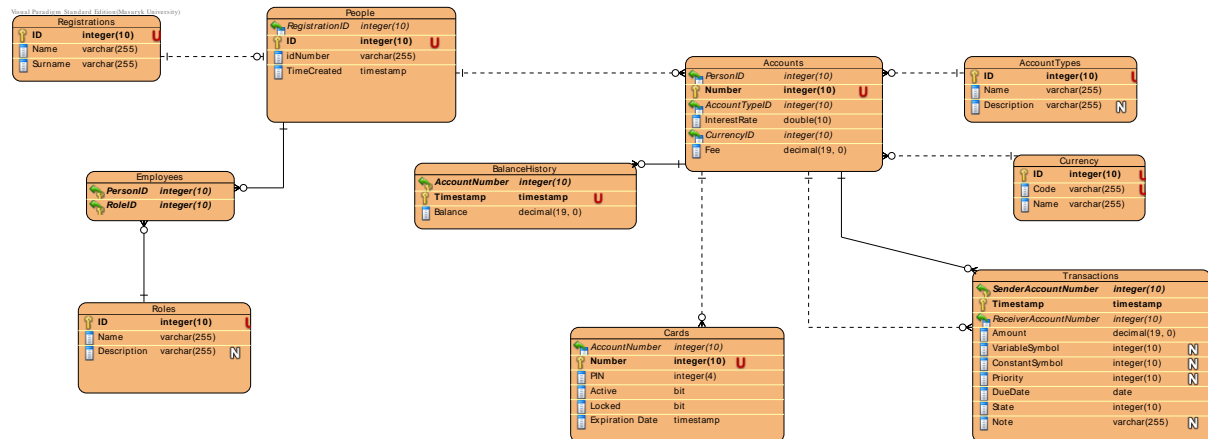 Visual Paradigm Standard Edition(Masaryk University)
Registrations
ID integer(10) U
Name varchar(255)
Surname varchar(255)
People
RegistrationID integer(10)
ID integer(10) U
idNumber varchar(255)
TimeCreated timestamp
Accounts
PersonID integer(10)
Number integer(10) U
AccountTypeID integer(10)
InterestRate double(10)
CurrencyID integer(10)
Fee decimal(19, 0)
AccountTypes
ID integer(10) U
Name varchar(255)
Description varchar(255) N
Currency
ID integer(10) U
Code varchar(255) U
Name varchar(255)
BalanceHistory
AccountNumber integer(10)
Timestamp timestamp U
Balance decimal(19, 0)
Employees
PersonID integer(10)
RoleID integer(10)
Roles
ID integer(10) U
Name varchar(255)
Description varchar(255) N
Cards
AccountNumber integer(10)
Number integer(10) U
PIN integer(4)
Active bit
Locked bit
Expiration Date timestamp
Transactions
SenderAccountNumber integer(10)
Timestamp timestamp
ReceiverAccountNumber integer(10)
Amount decimal(19, 0)
VariableSymbol integer(10) N
ConstantSymbol integer(10) N
Priority integer(10) N
DueDate date
State integer(10)
Note varchar(255) N